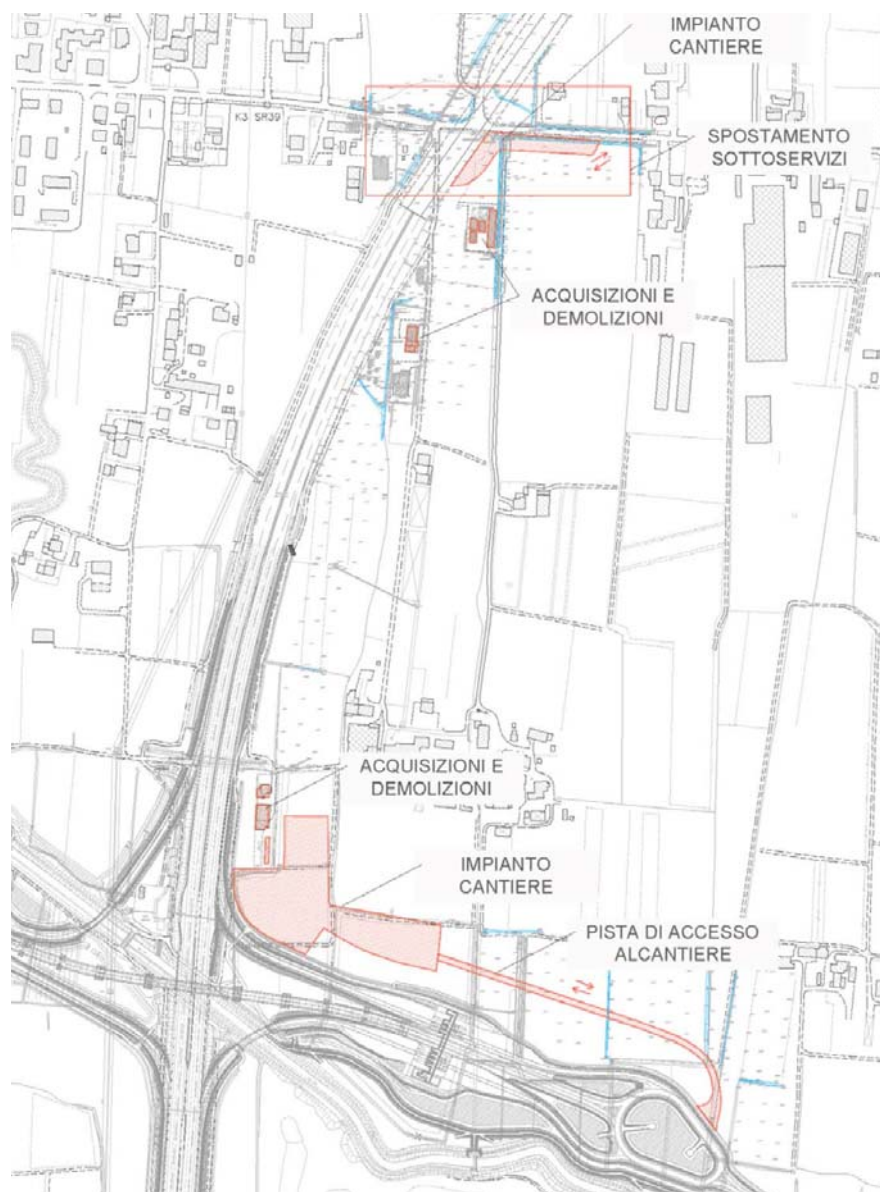 IMPIANTO
CANTIERE
K3 SR39
SPOSTAMENTO
SOTTOSERVIZI
ACQUISIZIONI E
DEMOLIZIONI
ACQUISIZIONI E
DEMOLIZIONI
IMPIANTO
CANTIERE
PISTA DI ACCESSO
ALCANTIERE